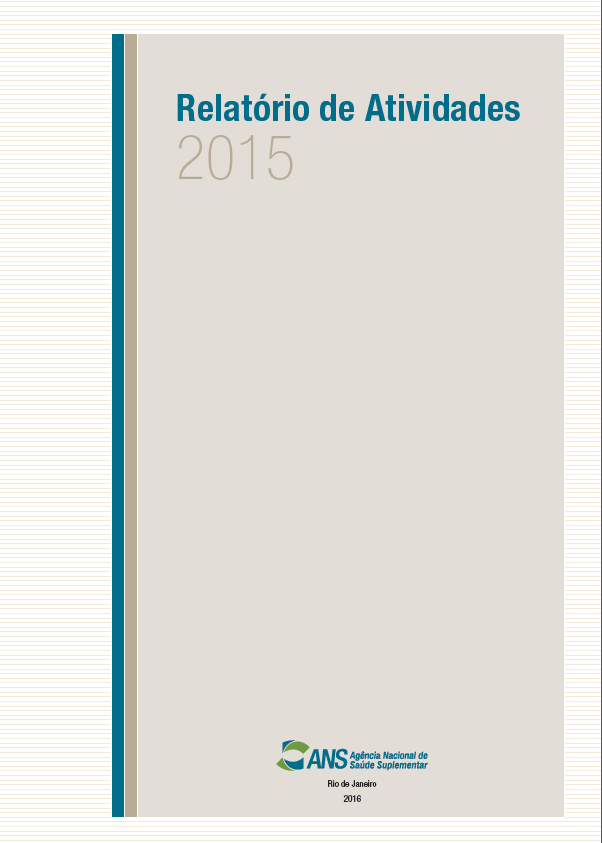 Relatório de Atividades
2015
ANS Agência Nacional de
Saúde Suplementar
Rio de Janeiro
2016